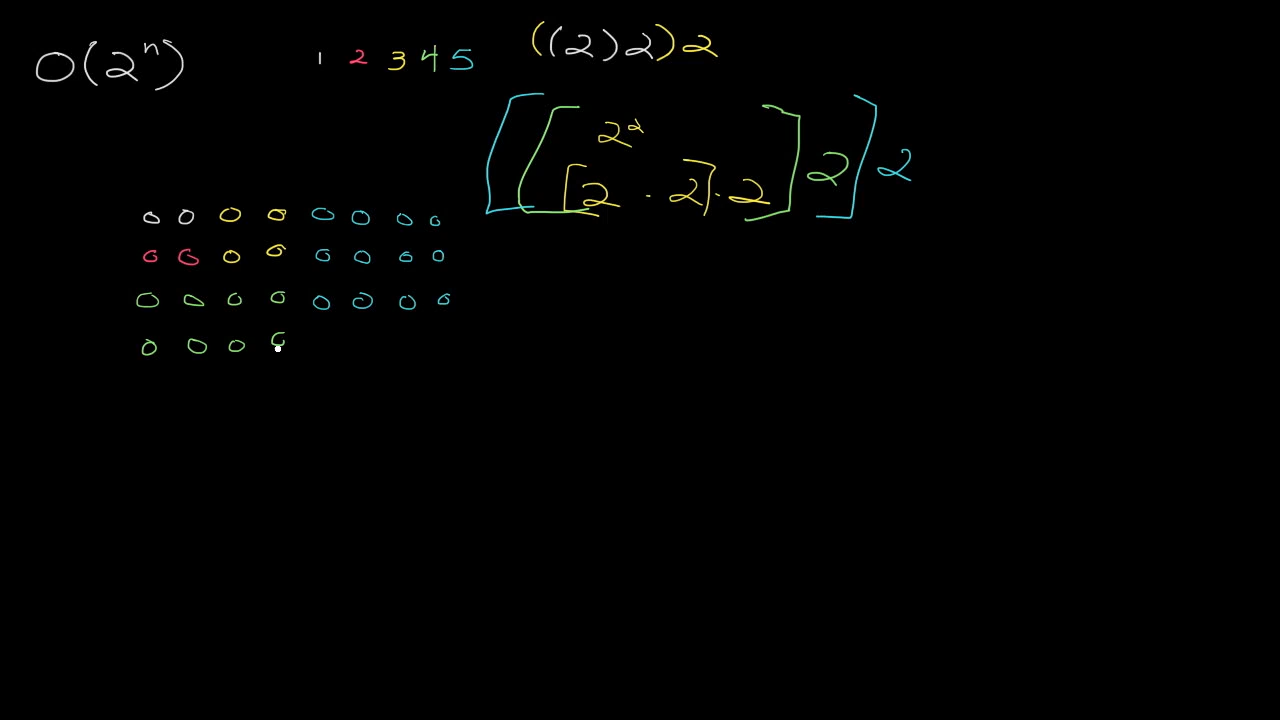 O(2ⁿ)
1 2 3 4 5
((2)2)2
[[ 2²
[2 · 2] · 2 ] 2 ] 2